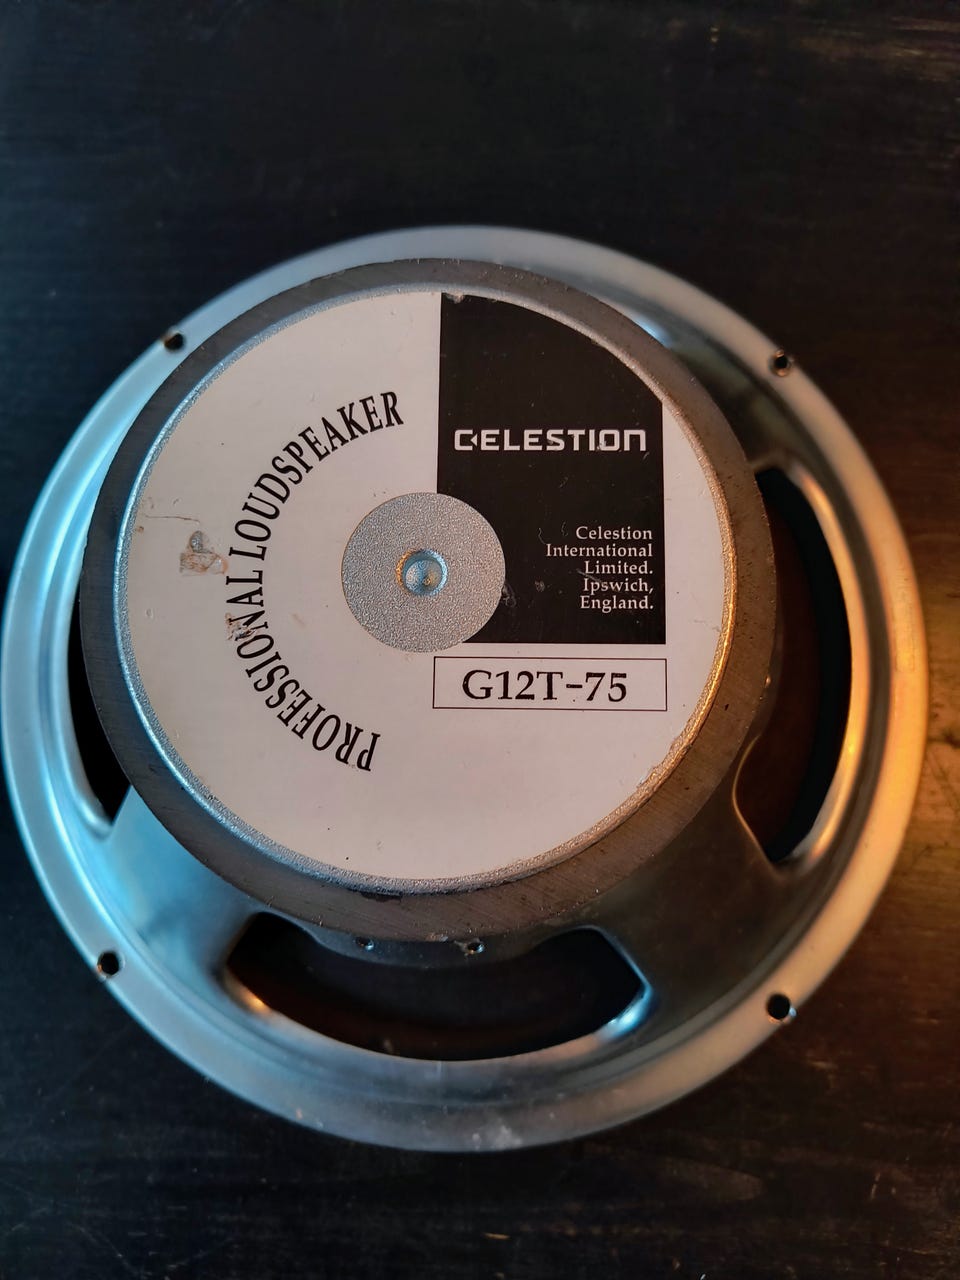 PROFESSIONAL LOUDSPEAKER
CELESTION
Celestion
International
Limited.
Ipswich,
England.
G12T-75